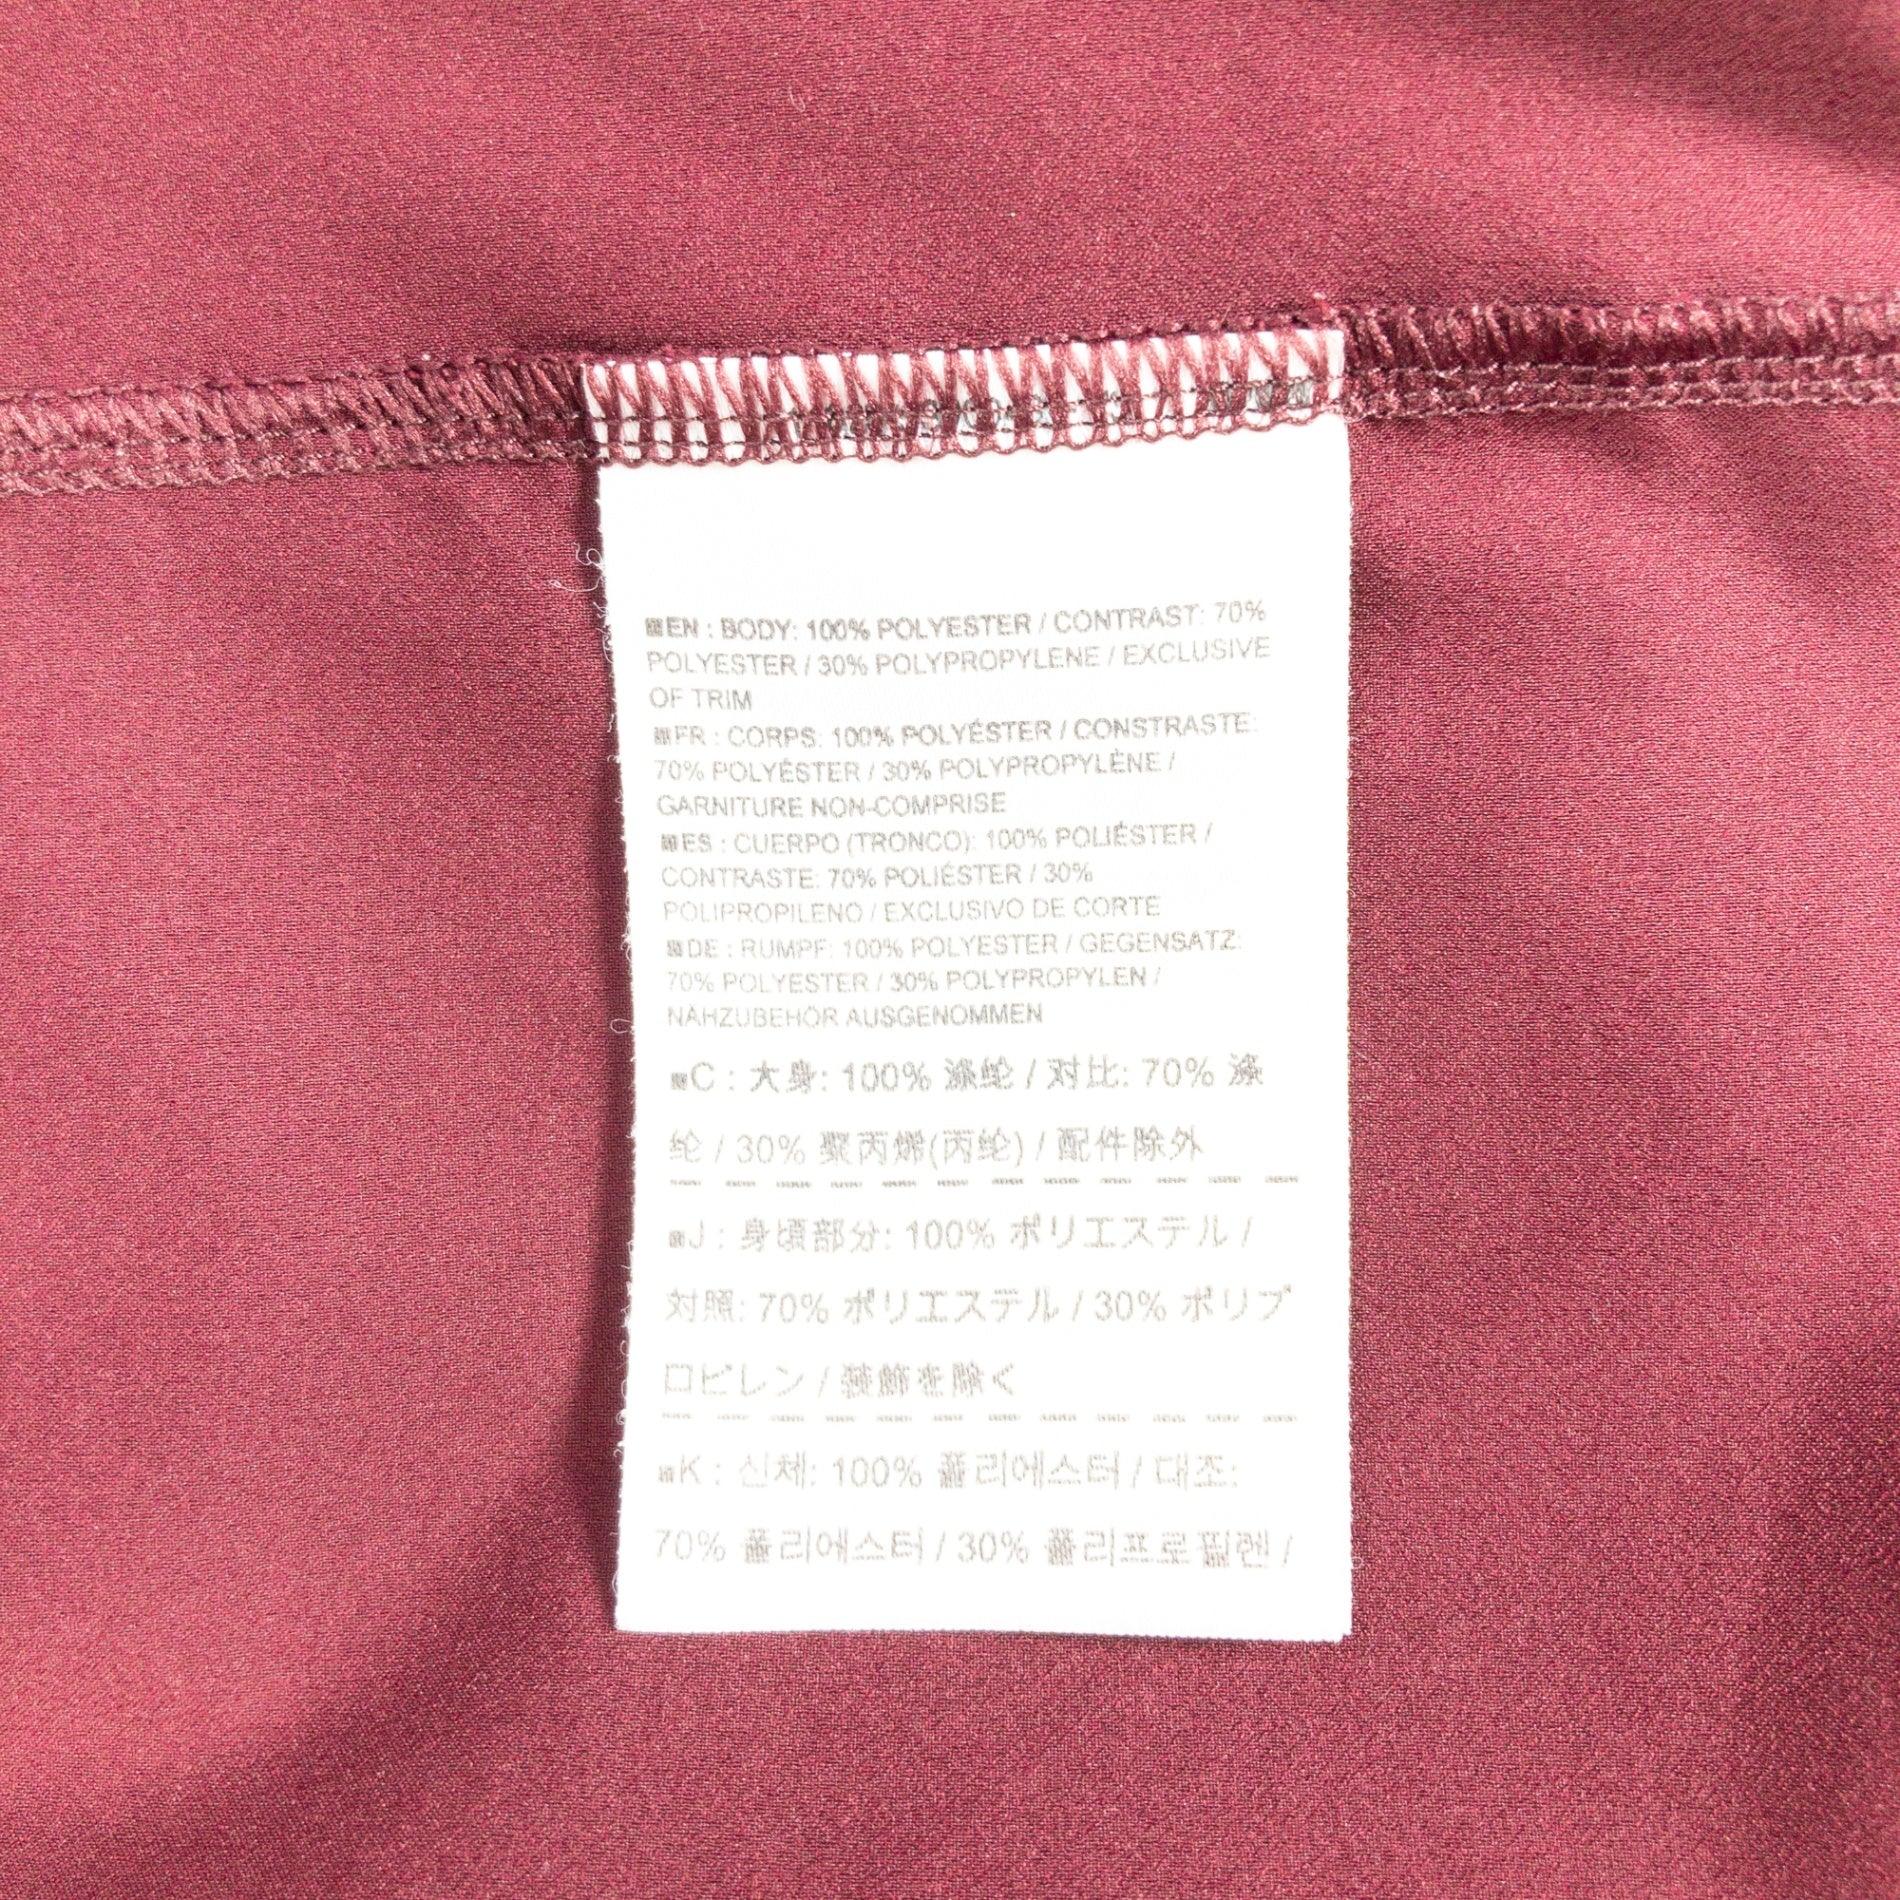 ■EN : BODY: 100% POLYESTER / CONTRAST: 70%
POLYESTER / 30% POLYPROPYLENE / EXCLUSIVE
OF TRIM
■FR : CORPS: 100% POLYÉSTER / CONSTRASTE:
70% POLYÉSTER / 30% POLYPROPYLÈNE /
GARNITURE NON-COMPRISE
■ES : CUERPO (TRONCO): 100% POLIÉSTER /
CONTRASTE: 70% POLIÉSTER / 30%
POLIPROPILENO / EXCLUSIVO DE CORTE
■DE : RUMPF: 100% POLYESTER / GEGENSATZ:
70% POLYESTER / 30% POLYPROPYLEN /
NÄHZUBEHÖR AUSGENOMMEN
■C : 大身: 100% 涤纶 / 对比: 70% 涤
纶 / 30% 聚丙烯(丙纶) / 配件除外
■J : 身頃部分: 100% ポリエステル /
対照: 70% ポリエステル / 30% ポリプ
ロピレン / 装飾を除く
■K : 신체: 100% 폴리에스터 / 대조:
70% 폴리에스터 / 30% 폴리프로필렌 /